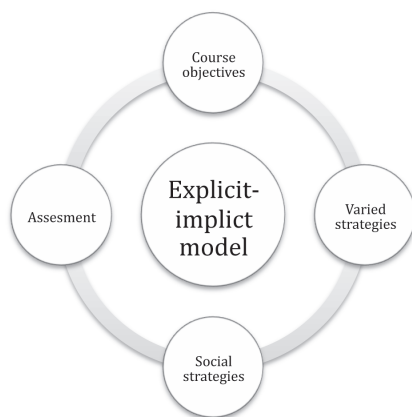 Course
objectives
Explicit-
implict
model
Assesment
Varied
strategies
Social
strategies